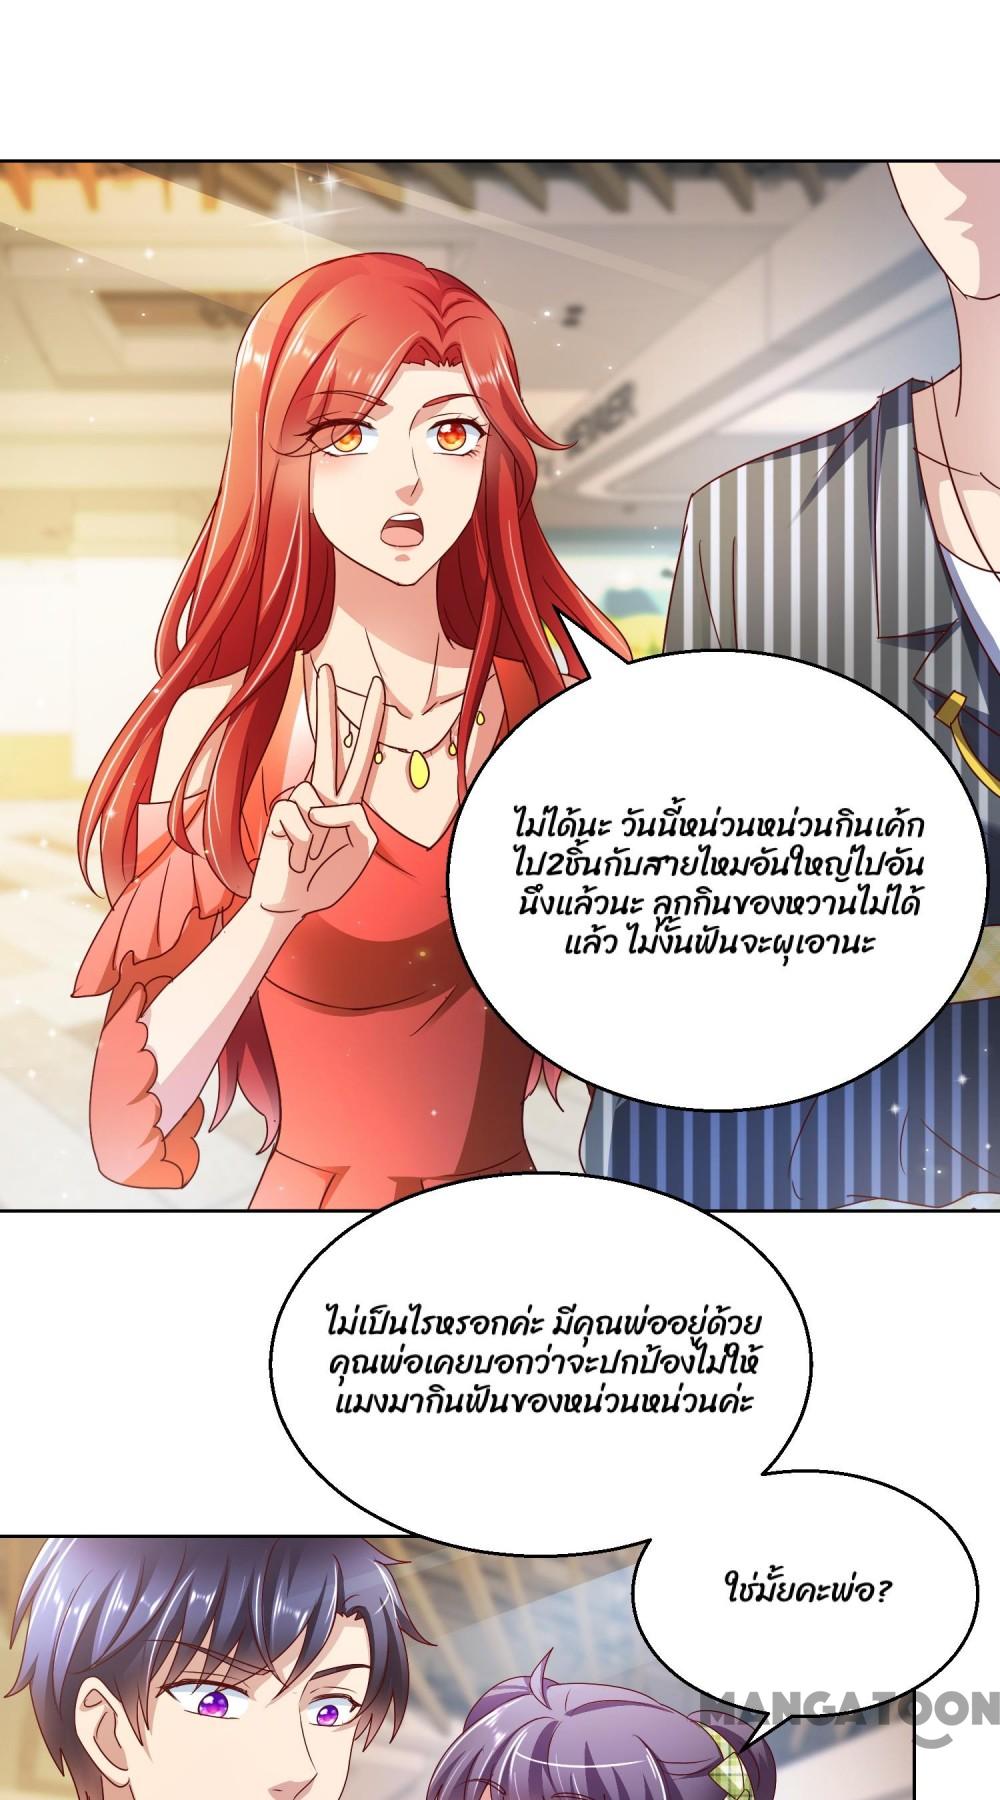 ไม่ได้นะ วันนี้หน่วนหน่วนกินเค้ก
ไป2ชิ้นกับสายไหมอันใหญ่ไปอัน
นึงแล้วนะ ลูกกินของหวานไม่ได้
แล้ว ไม่งั้นฟันจะผุเอานะ
ไม่เป็นไรหรอกค่ะ มีคุณพ่ออยู่ด้วย
คุณพ่อเคยบอกว่าจะปกป้องไม่ให้
แมงมากินฟันของหน่วนหน่วนค่ะ
ใช่มั้ยคะพ่อ?
MANGATOON